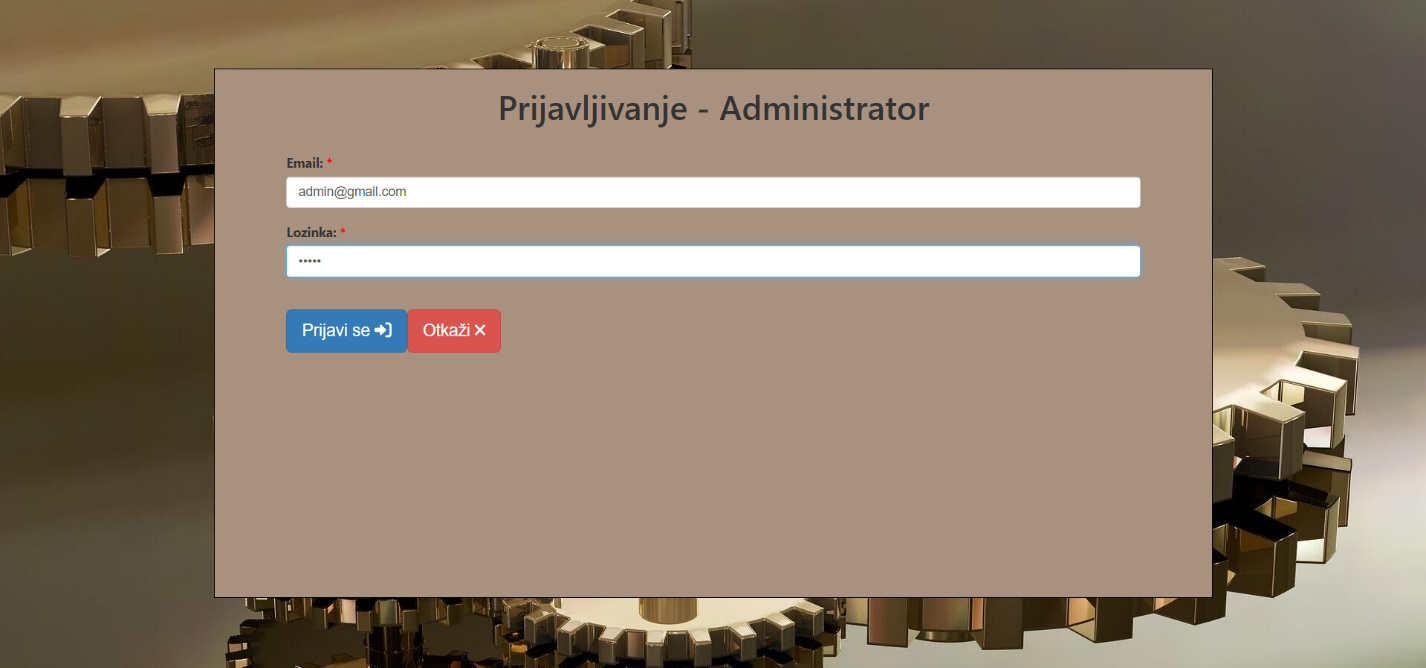 Prijavljivanje - Administrator
Email: *
admin@gmail.com
Lozinka: *
•••••
Prijavi se
Otkaži